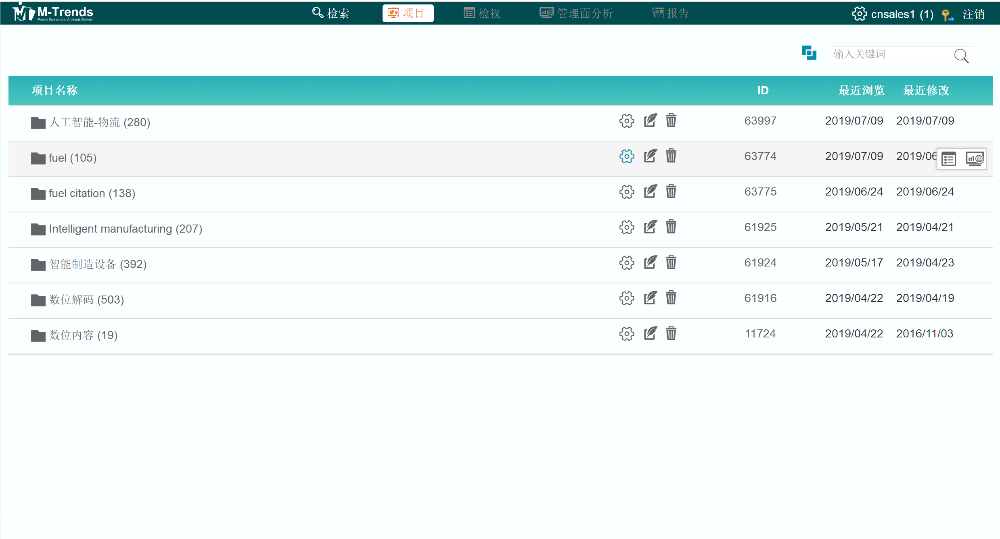 M-Trends
Patent Search and Analysis System
检索
项目
检视
管理面分析
报告
cnsales1 (1)
注销
输入关键词
项目名称 ID 最近浏览 最近修改
人工智能-物流 (280) 63997 2019/07/09 2019/07/09
fuel (105) 63774 2019/07/09 2019/06
fuel citation (138) 63775 2019/06/24 2019/06/24
Intelligent manufacturing (207) 61925 2019/05/21 2019/04/21
智能制造设备 (392) 61924 2019/05/17 2019/04/23
数位解码 (503) 61916 2019/04/22 2019/04/19
数位内容 (19) 11724 2019/04/22 2016/11/03